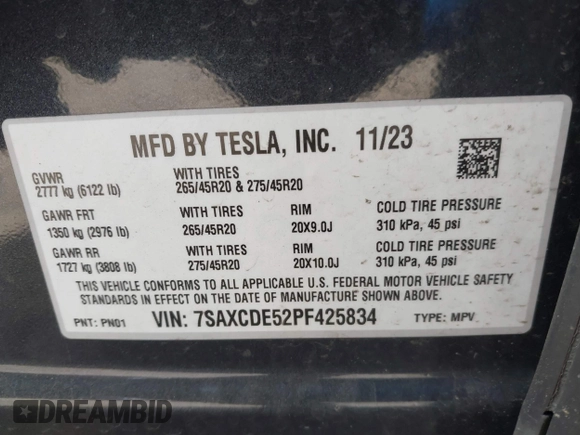 MFD BY TESLA, INC. 11/23
GVWR
2777 kg (6122 lb)
WITH TIRES
265/45R20 & 275/45R20
GAWR FRT
1350 kg (2976 lb)
WITH TIRES
265/45R20
RIM
20X9.0J
COLD TIRE PRESSURE
310 kPa, 45 psi
GAWR RR
1727 kg (3808 lb)
WITH TIRES
275/45R20
RIM
20X10.0J
COLD TIRE PRESSURE
310 kPa, 45 psi
THIS VEHICLE CONFORMS TO ALL APPLICABLE U.S. FEDERAL MOTOR VEHICLE SAFETY
STANDARDS IN EFFECT ON THE DATE OF MANUFACTURE SHOWN ABOVE.
PNT: PN01 VIN: 7SAXCDE52PF425834 TYPE: MPV
DREAMBID